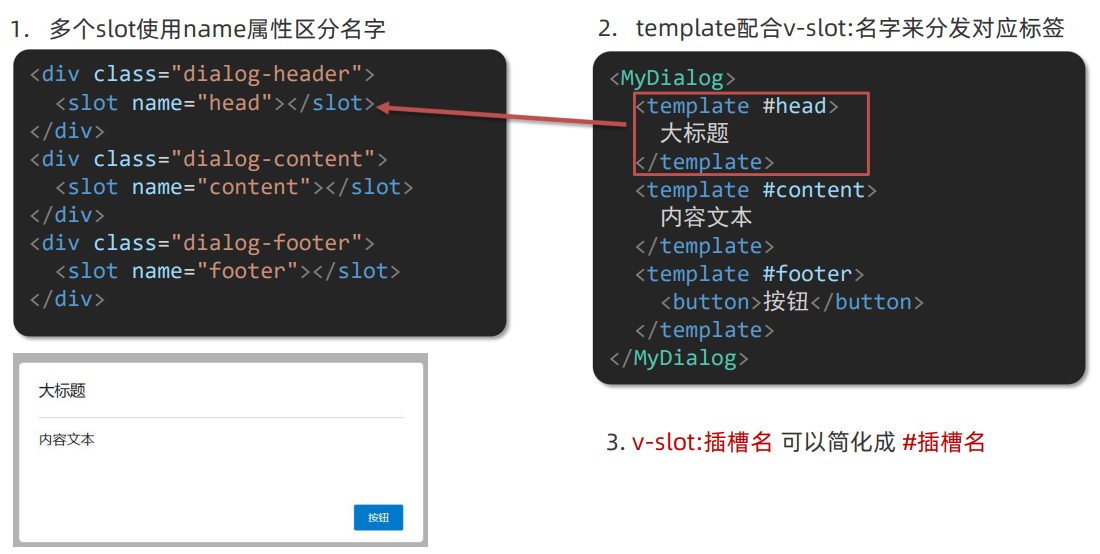 1. 多个slot使用name属性区分名字
<div class="dialog-header">
<slot name="head"></slot>
</div>
<div class="dialog-content">
<slot name="content"></slot>
</div>
<div class="dialog-footer">
<slot name="footer"></slot>
</div>
大标题
内容文本
按钮
2. template配合v-slot:名字来分发对应标签
<MyDialog>
<template #head>
大标题
</template>
<template #content>
内容文本
</template>
<template #footer>
<button>按钮</button>
</template>
</MyDialog>
3. v-slot:插槽名 可以简化成 #插槽名